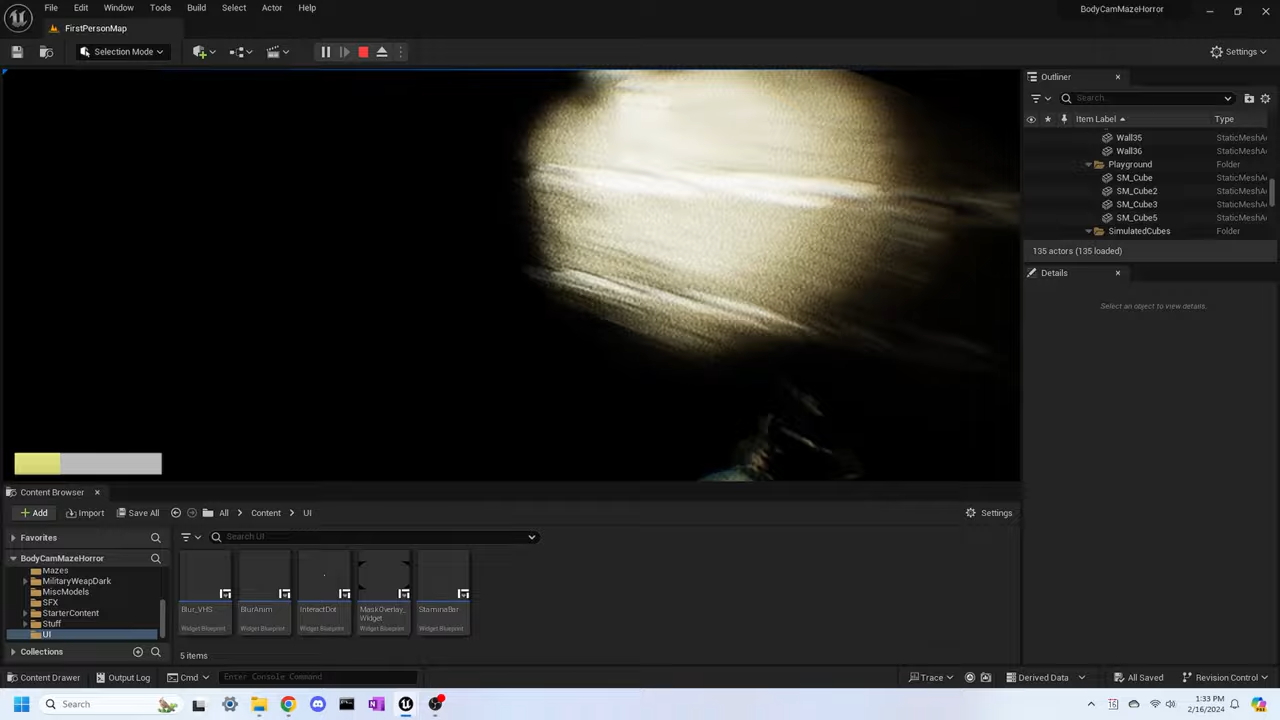 File Edit Window Tools Build Select Actor Help
BodyCamMazeHorror
FirstPersonMap
Selection Mode
Settings
Outliner
Search...
Item Label
Type
Wall35 StaticMeshA
Wall36 StaticMeshA
Playground Folder
SM_Cube StaticMeshA
SM_Cube2 StaticMeshA
SM_Cube3 StaticMeshA
SM_Cube5 StaticMeshA
SimulatedCubes Folder
135 actors (135 loaded)
Details
Select an object to view details.
Content Browser
Add Import Save All All Content UI
Settings
Favorites
Search UI
BodyCamMazeHorror
Mazes
MilitaryWeapDark
MiscModels
SFX
StarterContent
Stuff
UI
Collections
Blur_VHS
Widget Blueprint
BlurAnim
Widget Blueprint
InteractDot
Widget Blueprint
MaskOverlay_
Widget
Widget Blueprint
StaminaBar
Widget Blueprint
5 items
Content Drawer Output Log Cmd Enter Console Command
Trace Derived Data All Saved Revision Control
Search
1:33 PM
2/16/2024